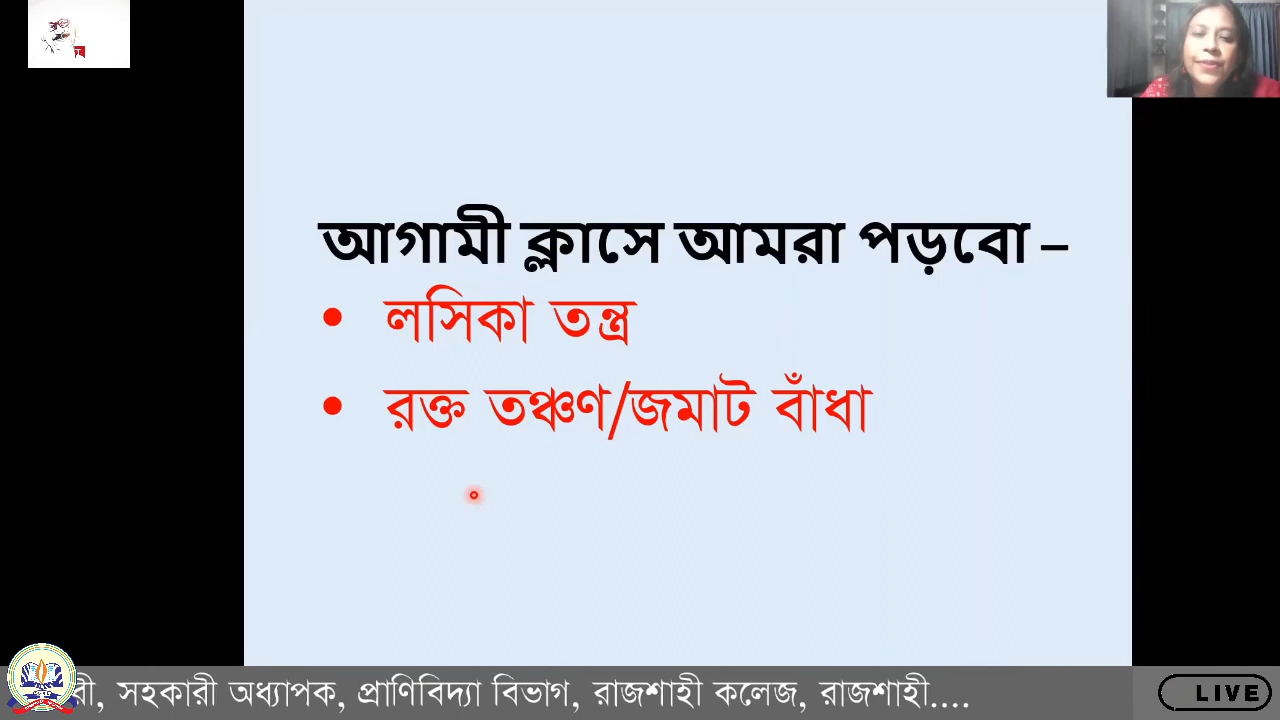 আগামী ক্লাসে আমরা পড়বো –
• লসিকা তন্ত্র
• রক্ত তঞ্চণ/জমাট বাঁধা
রী, সহকারী অধ্যাপক, প্রাণিবিদ্যা বিভাগ, রাজশাহী কলেজ, রাজশাহী....
LIVE